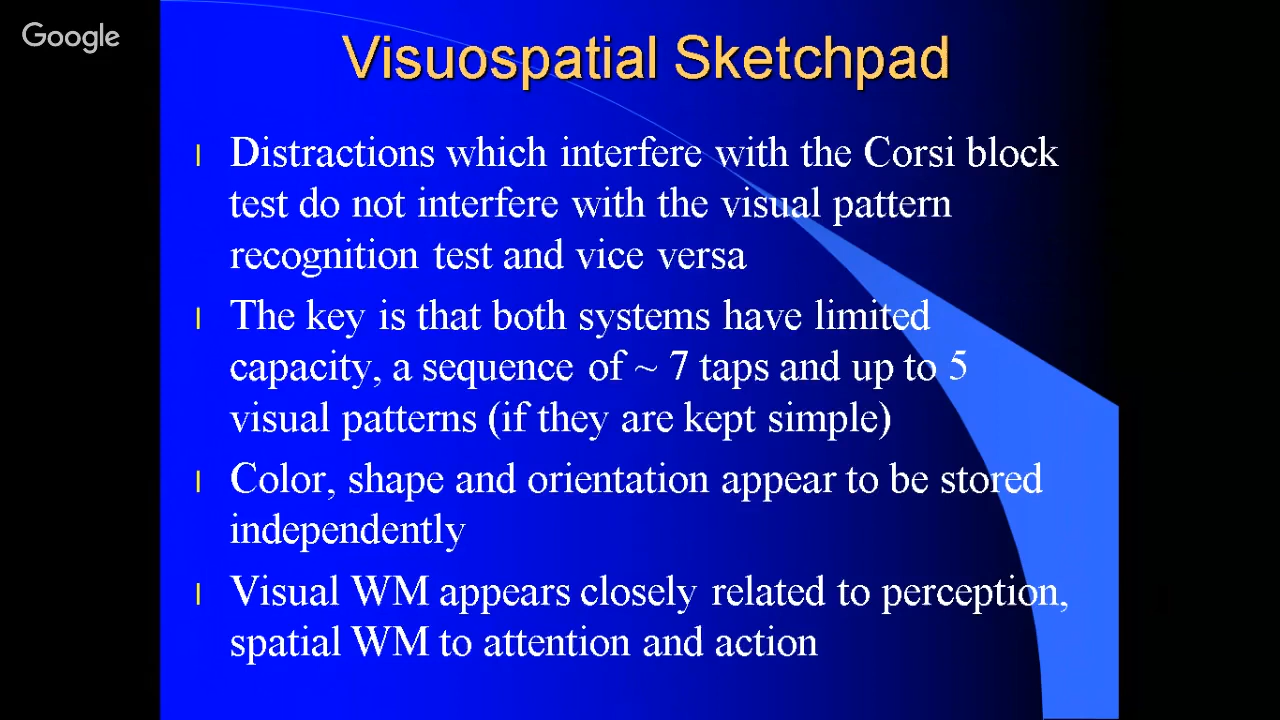 Google
Visuospatial Sketchpad
Distractions which interfere with the Corsi block
test do not interfere with the visual pattern
recognition test and vice versa
The key is that both systems have limited
capacity, a sequence of ~ 7 taps and up to 5
visual patterns (if they are kept simple)
Color, shape and orientation appear to be stored
independently
Visual WM appears closely related to perception,
spatial WM to attention and action